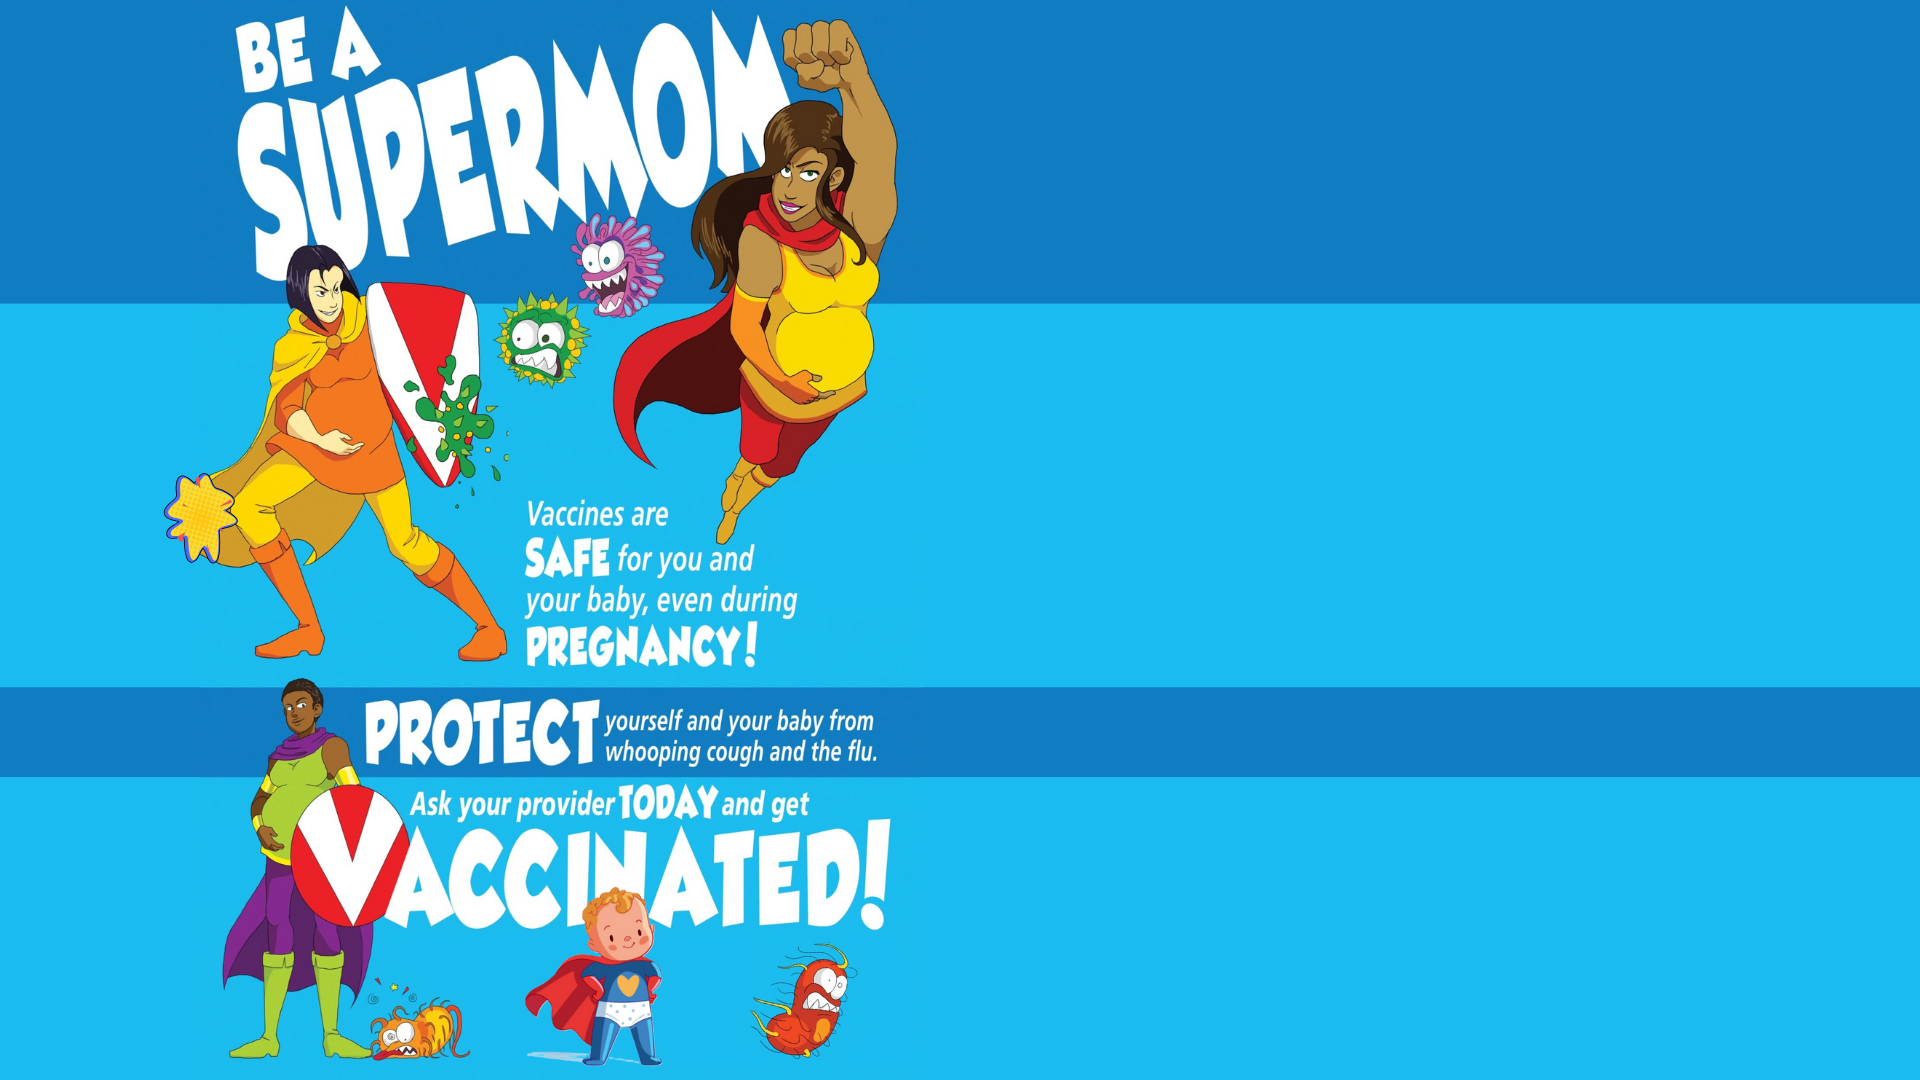 BE A
SUPERMOM
Vaccines are
SAFE for you and
your baby, even during
PREGNANCY!
PROTECT yourself and your baby from
whooping cough and the flu.
Ask your provider TODAY and get
VACCINATED!